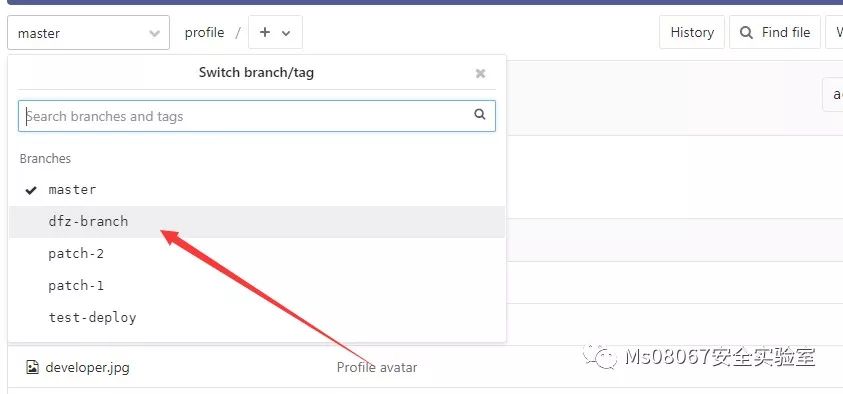 master profile / + History Find file W
Switch branch/tag
Search branches and tags
Branches
master
dfz-branch
patch-2
patch-1
test-deploy
developer.jpg Profile avatar
Ms08067安全实验室